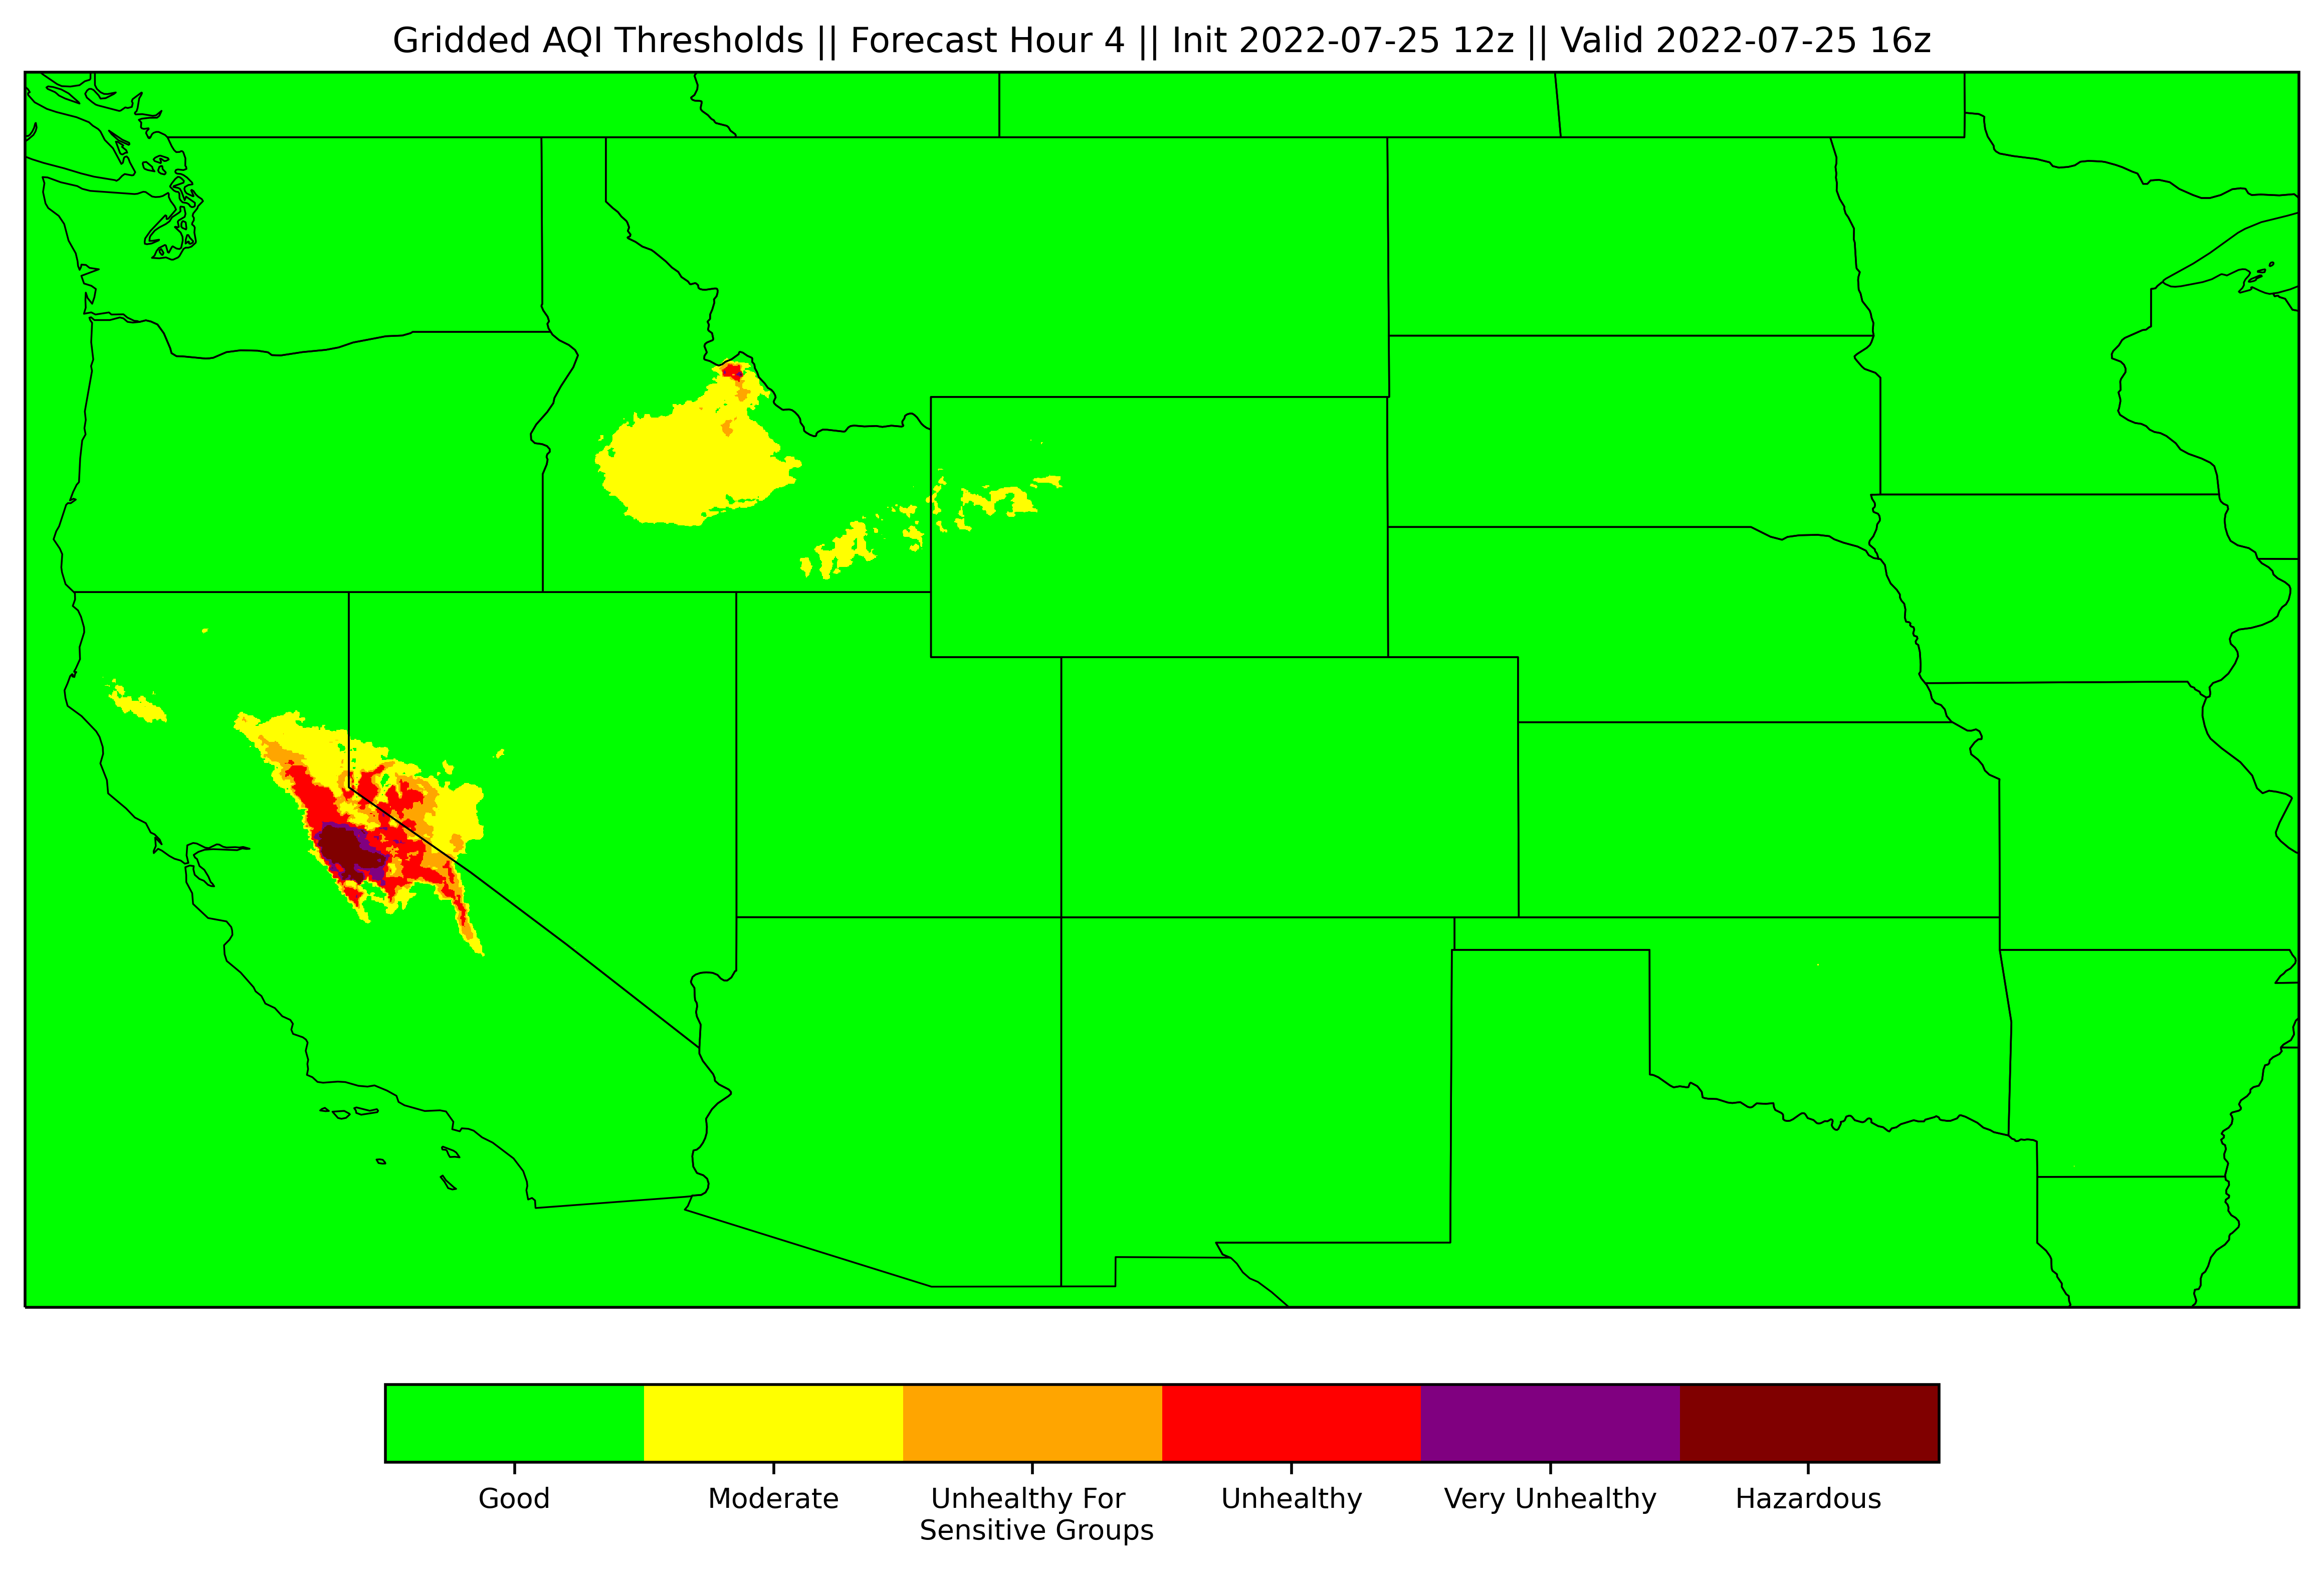 Gridded AQI Thresholds || Forecast Hour 4 || Init 2022-07-25 12z || Valid 2022-07-25 16z
Good
Moderate
Unhealthy For
Sensitive Groups
Unhealthy
Very Unhealthy
Hazardous